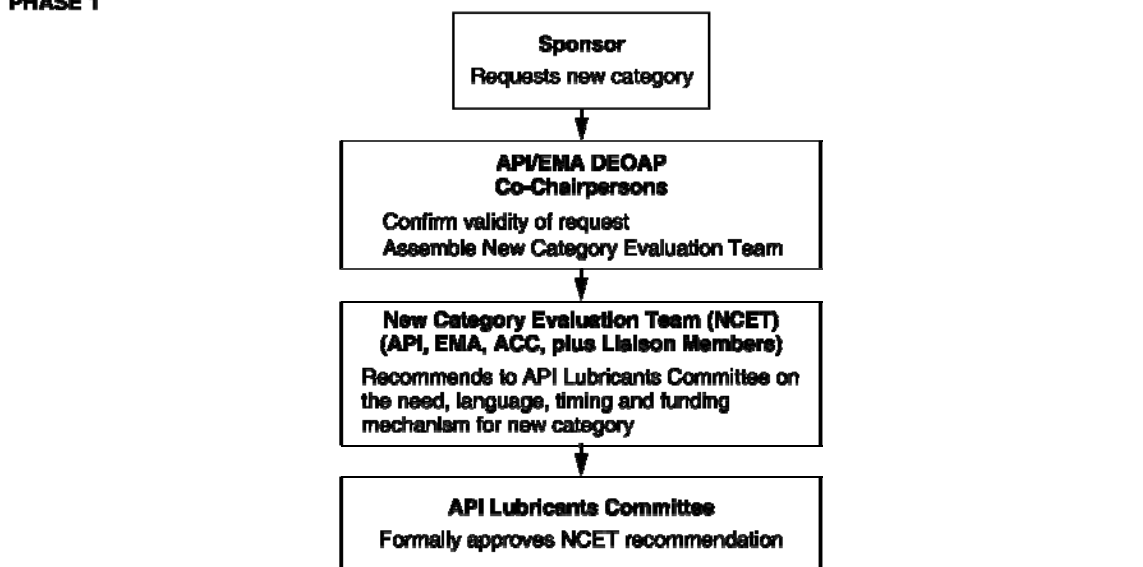 PHASE 1
Sponsor
Requests new category
API/EMA DEOAP
Co-Chairpersons
Confirm validity of request
Assemble New Category Evaluation Team
New Category Evaluation Team (NCET)
(API, EMA, ACC, plus Liaison Members)
Recommends to API Lubricants Committee on
the need, language, timing and funding
mechanism for new category
API Lubricants Committee
Formally approves NCET recommendation